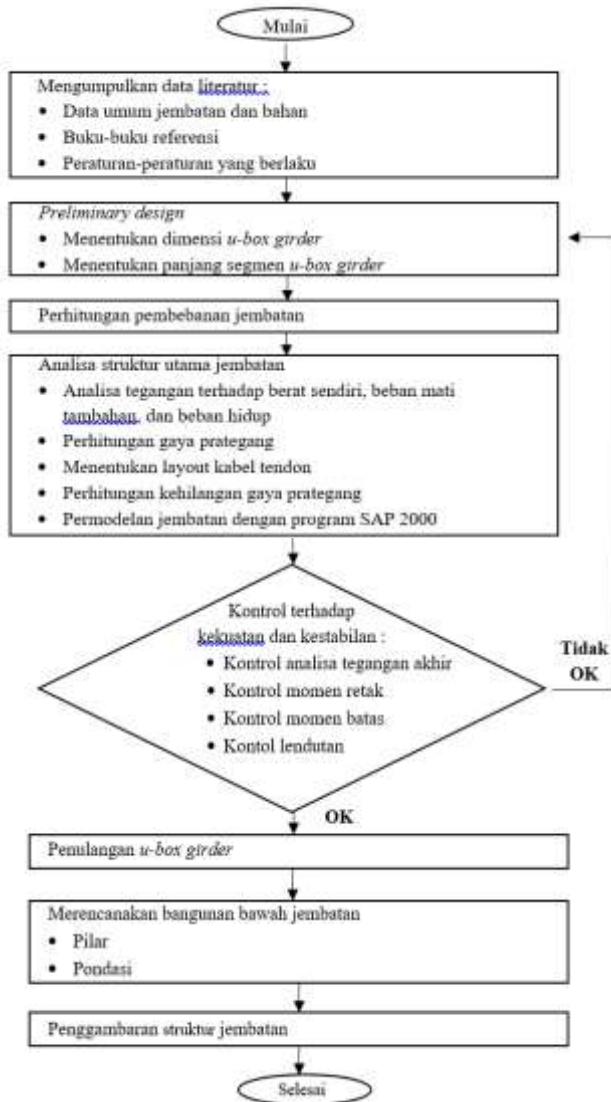 Mulai
Mengumpulkan data literatur :
• Data umum jembatan dan bahan
• Buku-buku referensi
• Peraturan-peraturan yang berlaku
Preliminary design
• Menentukan dimensi u-box girder
• Menentukan panjang segmen u-box girder
Perhitungan pembebanan jembatan
Analisa struktur utama jembatan
• Analisa tegangan terhadap berat sendiri, beban mati
tambahan, dan beban hidup
• Perhitungan gaya prategang
• Menentukan layout kabel tendon
• Perhitungan kehilangan gaya prategang
• Permodelan jembatan dengan program SAP 2000
Kontrol terhadap
kekuatan dan kestabilan :
• Kontrol analisa tegangan akhir
• Kontrol momen retak
• Kontrol momen batas
• Kontol lendutan
Tidak
OK
OK
Penulangan u-box girder
Merencanakan bangunan bawah jembatan
• Pilar
• Pondasi
Penggambaran struktur jembatan
Selesai